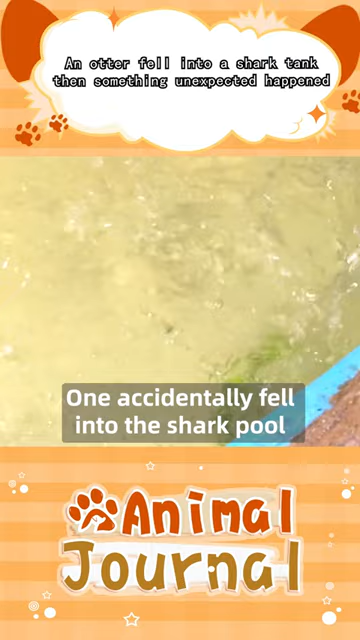 An otter fell into a shark tank
then something unexpected happened
One accidentally fell
into the shark pool
Animal
Journal